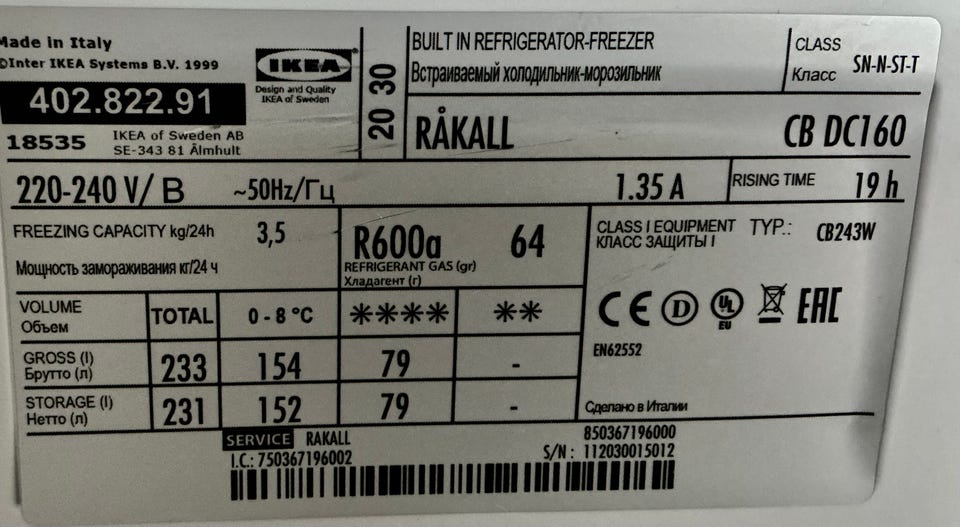 Made in Italy
©Inter IKEA Systems B.V. 1999
402.822.91
18535
IKEA of Sweden AB
SE-343 81 Älmhult
IKEA
Design and Quality
IKEA of Sweden
20 30
BUILT IN REFRIGERATOR-FREEZER
Встраиваемый холодильник-морозильник
CLASS
Класс
SN-N-ST-T
RÅKALL
CB DC160
220-240 V/ В
~50Hz/Гц
1.35 A
RISING TIME
19 h
FREEZING CAPACITY kg/24h
3,5
Мощность замораживания кг/24 ч
R600a
64
REFRIGERANT GAS (gr)
Хладагент (г)
CLASS I EQUIPMENT
КЛАСС ЗАЩИТЫ I
TYP.:
CB243W
VOLUME
Объем
TOTAL
0 - 8 °C
****
**
GROSS (l)
Брутто (л)
233
154
79
-
STORAGE (l)
Нетто (л)
231
152
79
-
CE
D
UL
EU
EAC
EN62552
Сделано в Италии
SERVICE RAKALL
I.C.: 750367196002
850367196000
S/N : 112030015012